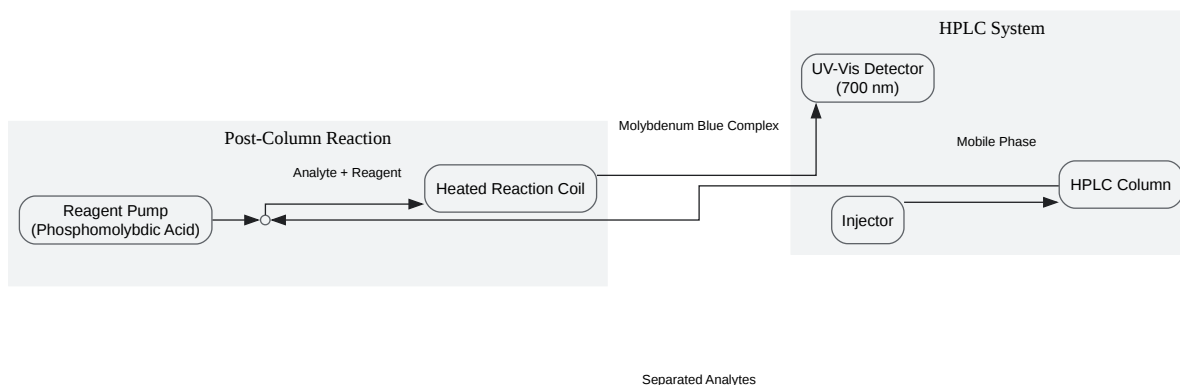 HPLC System
UV-Vis Detector
(700 nm)
Molybdenum Blue Complex
Post-Column Reaction
Mobile Phase
Analyte + Reagent
Heated Reaction Coil
HPLC Column
Reagent Pump
(Phosphomolybdic Acid)
Injector
Separated Analytes